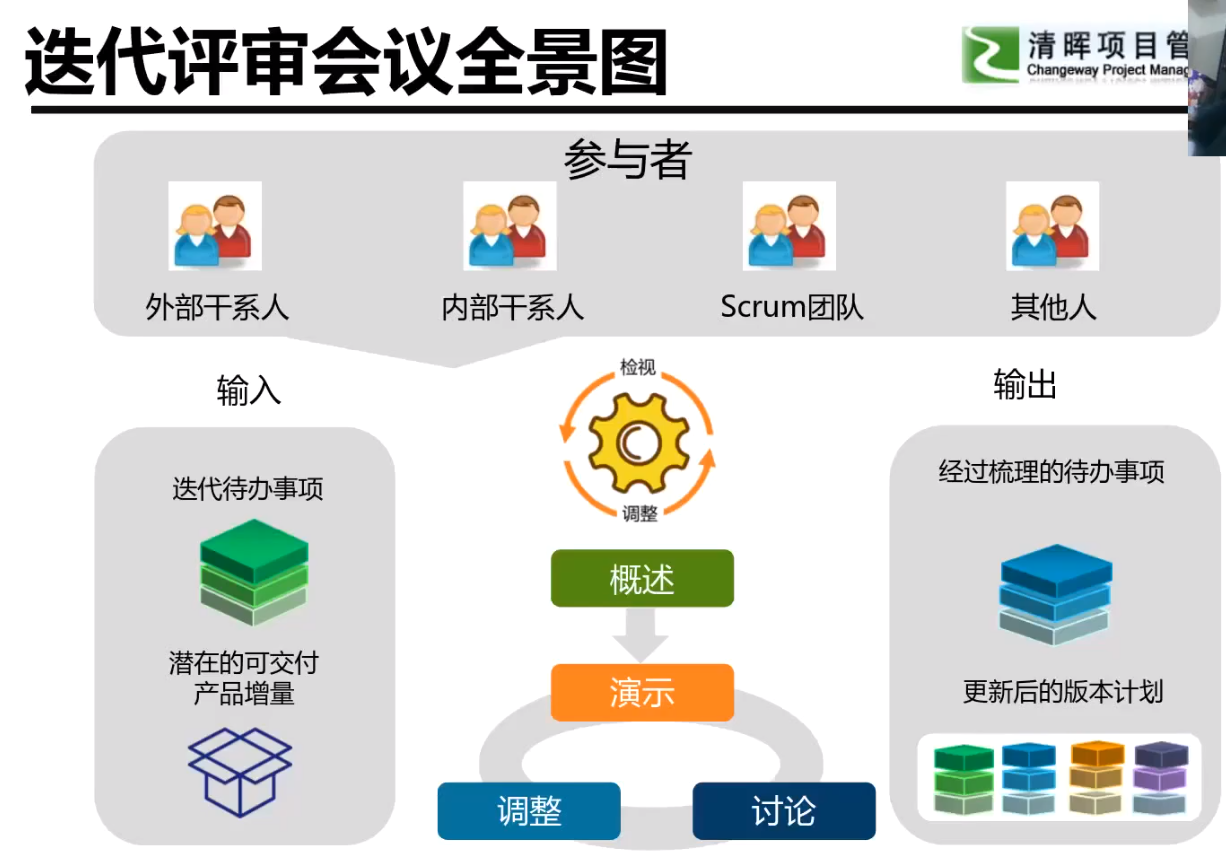 迭代评审会议全景图
清晖项目管
Changeway Project Manag
参与者
外部干系人
内部干系人
Scrum团队
其他人
输入
迭代待办事项
潜在的可交付
产品增量
检视
调整
概述
演示
调整
讨论
输出
经过梳理的待办事项
更新后的版本计划